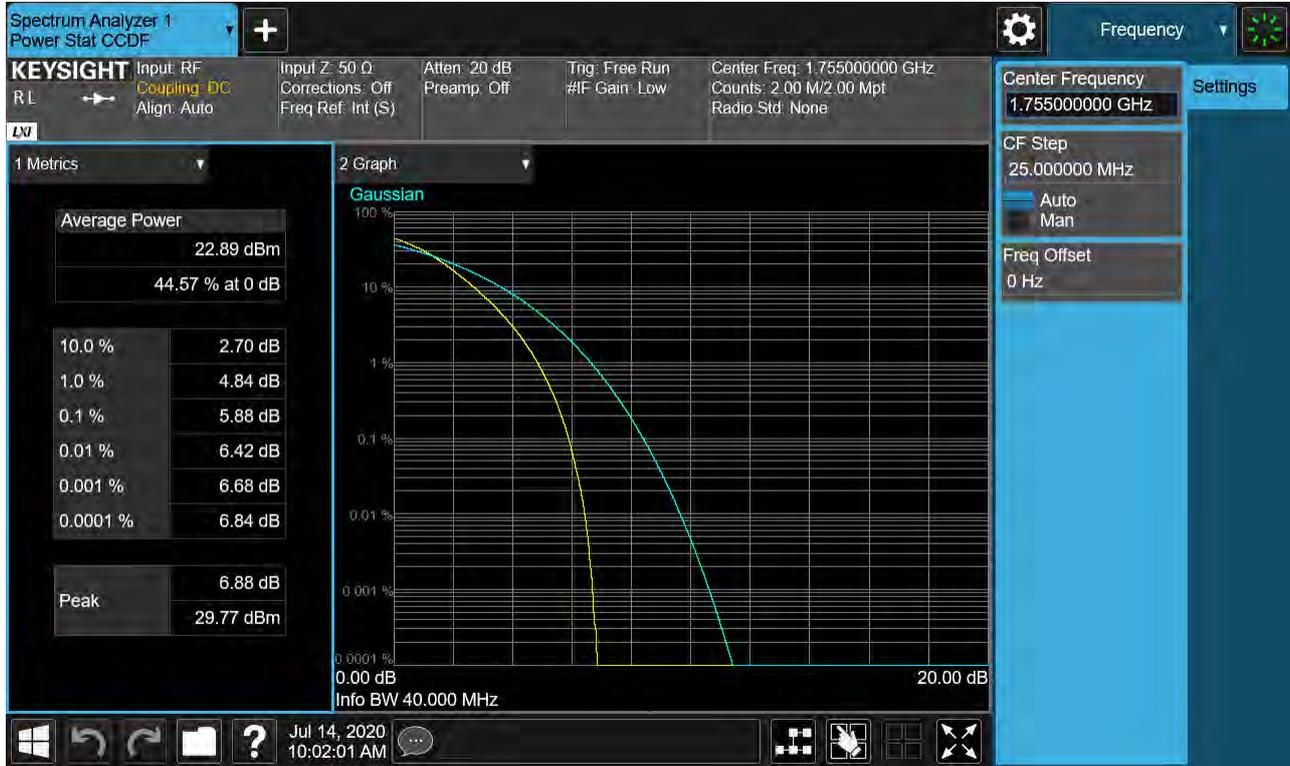 Spectrum Analyzer 1
Power Stat CCDF
Frequency
KEYSIGHT
RL
LXI
Input: RF
Coupling: DC
Align: Auto
Input Z: 50 Ω
Corrections: Off
Freq Ref: Int (S)
Atten: 20 dB
Preamp: Off
Trig: Free Run
#IF Gain: Low
Center Freq: 1.755000000 GHz
Counts: 2.00 M/2.00 Mpt
Radio Std: None
Center Frequency
1.755000000 GHz
Settings
CF Step
25.000000 MHz
Auto
Man
Freq Offset
0 Hz
1 Metrics
Average Power
22.89 dBm
44.57 % at 0 dB
10.0 % 2.70 dB
1.0 % 4.84 dB
0.1 % 5.88 dB
0.01 % 6.42 dB
0.001 % 6.68 dB
0.0001 % 6.84 dB
Peak
6.88 dB
29.77 dBm
2 Graph
Gaussian
100 %
10 %
1 %
0.1 %
0.01 %
0.001 %
0.0001 %
0.00 dB
20.00 dB
Info BW 40.000 MHz
?
Jul 14, 2020
10:02:01 AM